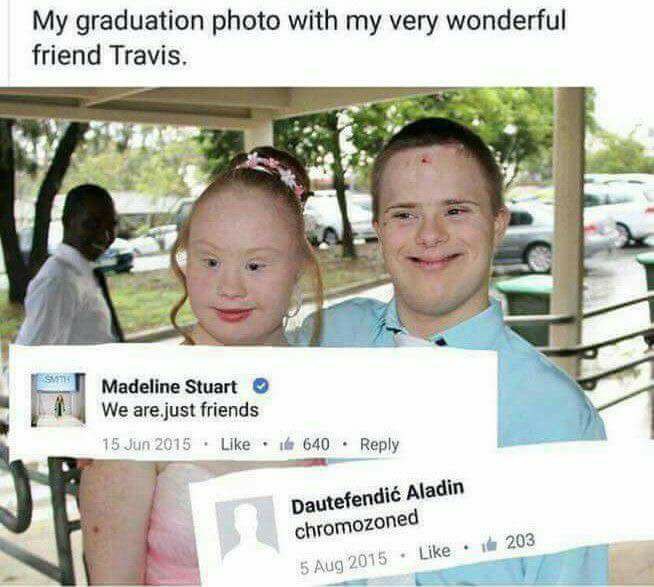 My graduation photo with my very wonderful
friend Travis.
SMITH
Madeline Stuart
We are.just friends
15 Jun 2015 · Like · 640 · Reply
Dautefendić Aladin
chromozoned
5 Aug 2015 · Like · 203